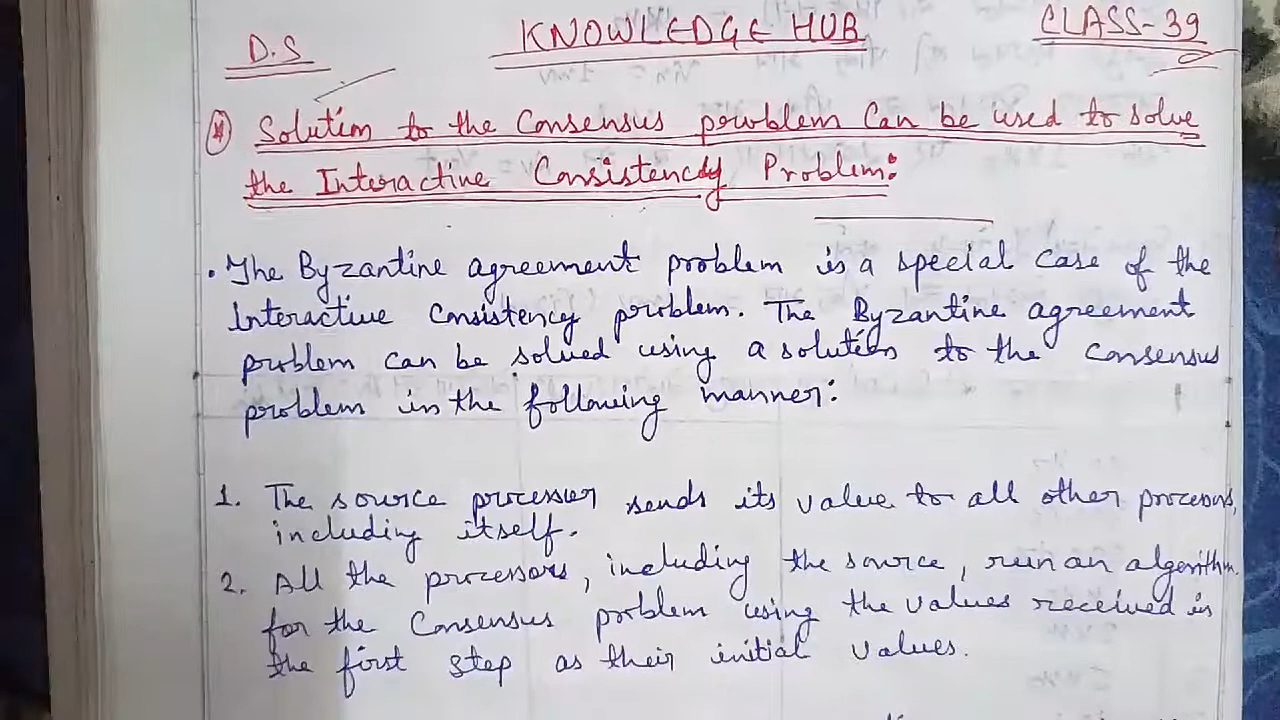 D.S KNOWLEDGE HUB CLASS-39
Solution to the Consensus problem Can be used to solve
the Interactive Consistency Problem:
. The Byzantine agreement problem is a special case of the
Interactive Consistency problem. The Byzantine agreement
problem can be solved using a solution to the consensus
problem in the following manner:
1. The source processor sends its value to all other processors,
including itself.
2. All the processors, including the source, run an algorithm
for the Consensus problem using the values received in
the first step as their initial values.